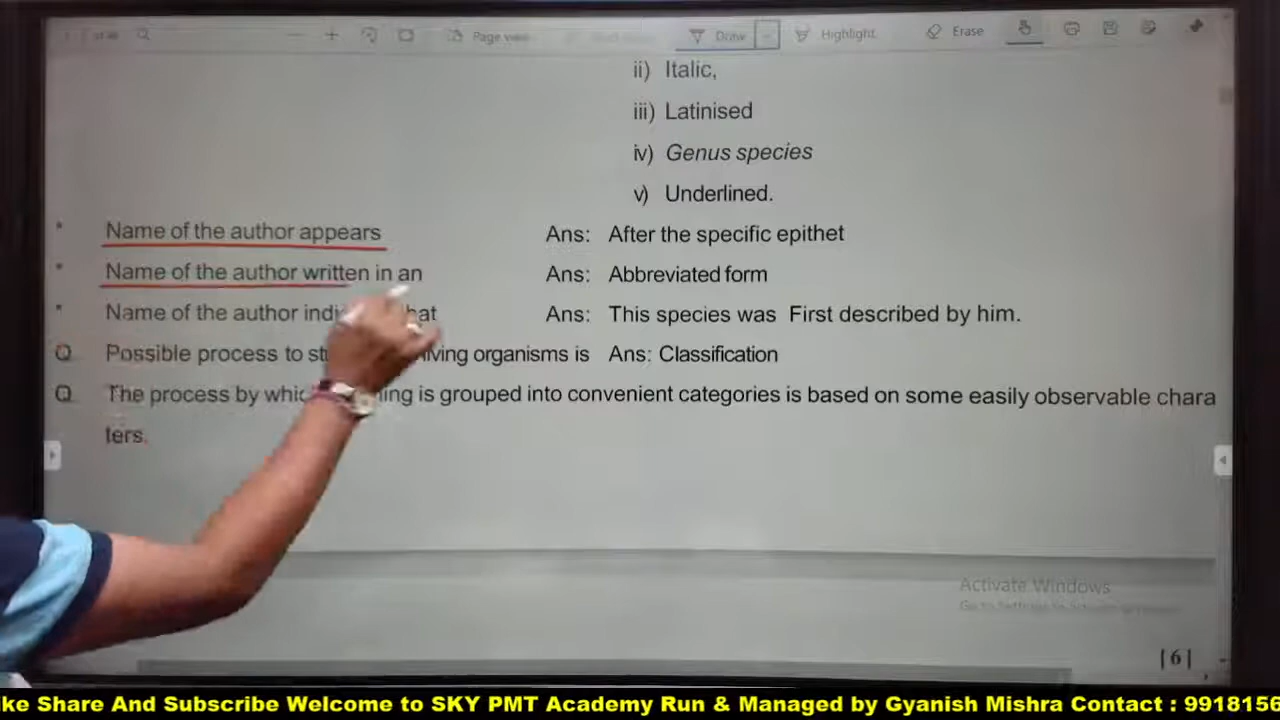 Page view
Draw
Highlight
Erase
ii) Italic,
iii) Latinised
iv) Genus species
v) Underlined.
* Name of the author appears Ans: After the specific epithet
* Name of the author written in an Ans: Abbreviated form
* Name of the author indi hat Ans: This species was First described by him.
Q. Possible process to st living organisms is Ans: Classification
Q. The process by whic ing is grouped into convenient categories is based on some easily observable chara
ters.
Activate Windows
[6]
ke Share And Subscribe Welcome to SKY PMT Academy Run & Managed by Gyanish Mishra Contact : 9918156